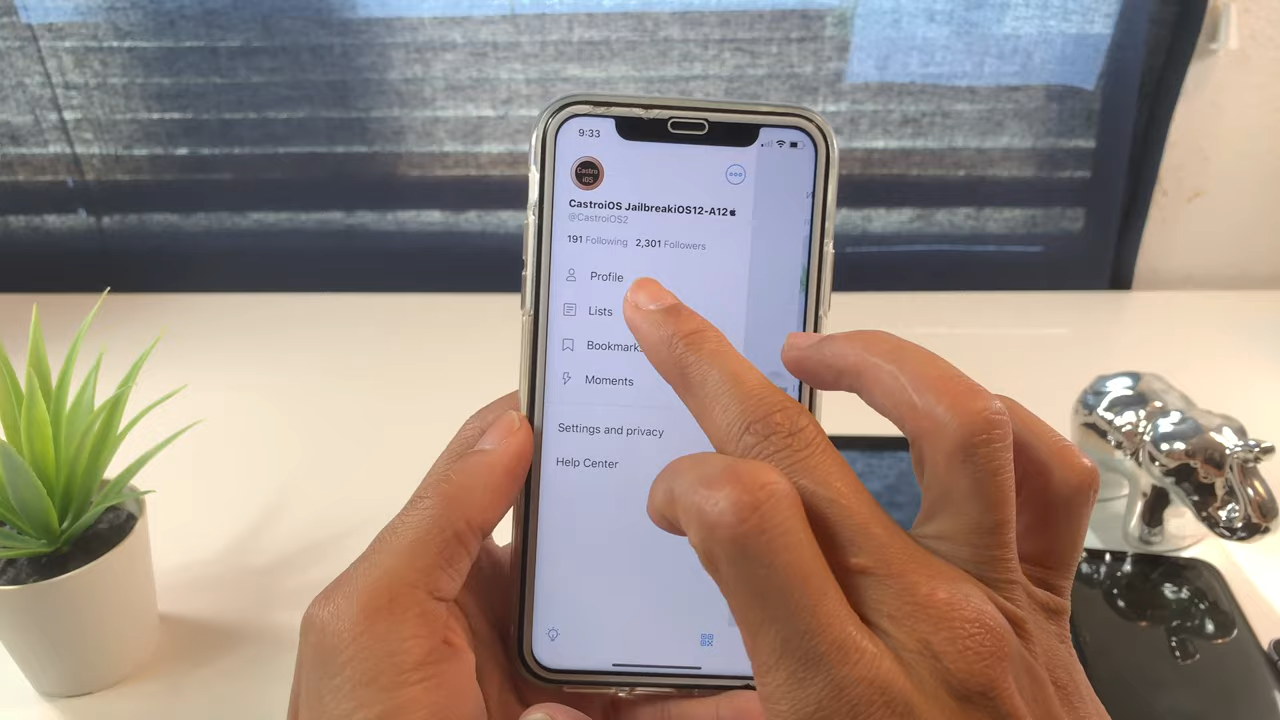 9:33
Castro
iOS
CastroiOS JailbreakiOS12-A12
@CastroiOS2
191 Following 2,301 Followers
Profile
Lists
Bookmarks
Moments
Settings and privacy
Help Center